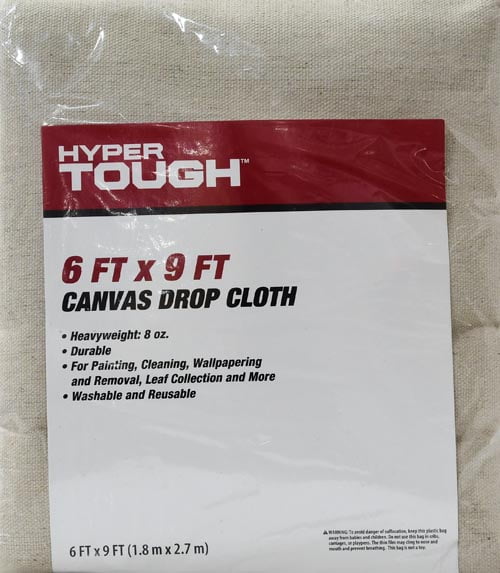 HYPER
TOUGH™
6 FT x 9 FT
CANVAS DROP CLOTH
• Heavyweight: 8 oz.
• Durable
• For Painting, Cleaning, Wallpapering
and Removal, Leaf Collection and More
• Washable and Reusable
⚠ WARNING: To avoid danger of suffocation, keep this plastic bag
away from babies and children. Do not use this bag in cribs,
carriages, or playpens. The thin film may cling to nose and
mouth and prevent breathing. This bag is not a toy.
6 FT x 9 FT (1.8 m x 2.7 m)